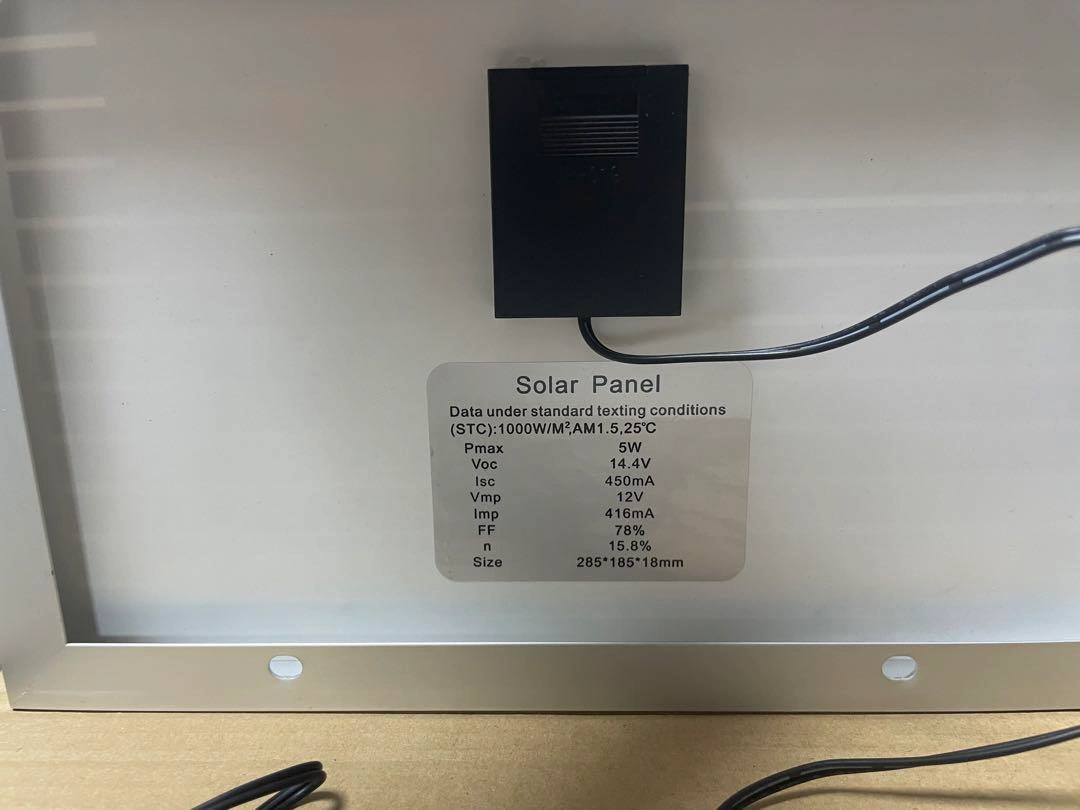 Solar Panel
Data under standard texting conditions
(STC):1000W/M²,AM1.5,25℃
Pmax 5W
Voc 14.4V
Isc 450mA
Vmp 12V
Imp 416mA
FF 78%
n 15.8%
Size 285*185*18mm